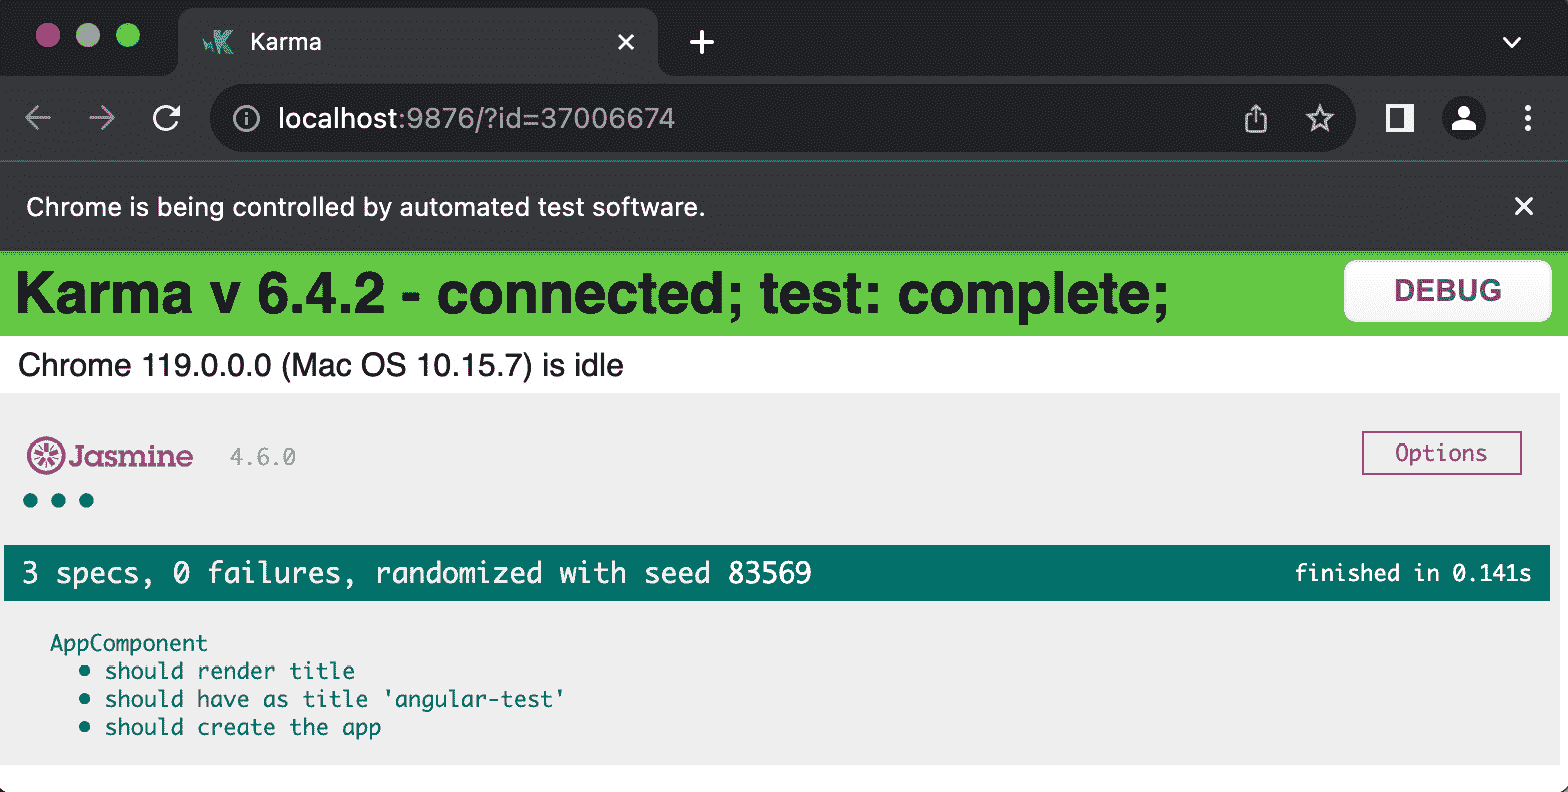 Karma
localhost:9876/?id=37006674
Chrome is being controlled by automated test software.
Karma v 6.4.2 - connected; test: complete;
DEBUG
Chrome 119.0.0.0 (Mac OS 10.15.7) is idle
Jasmine 4.6.0
Options
3 specs, 0 failures, randomized with seed 83569
finished in 0.141s
AppComponent
• should render title
• should have as title 'angular-test'
• should create the app